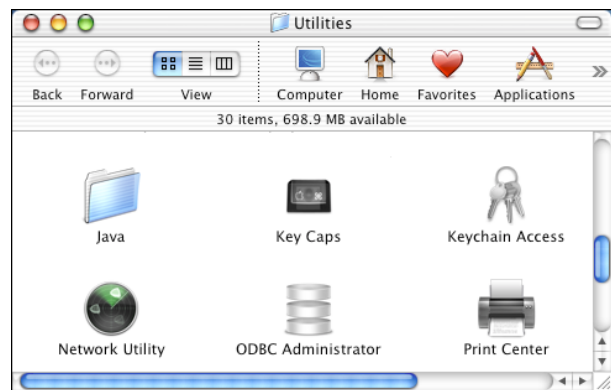 Utilities
Back Forward View Computer Home Favorites Applications
30 items, 698.9 MB available
Java Key Caps Keychain Access
Network Utility ODBC Administrator Print Center